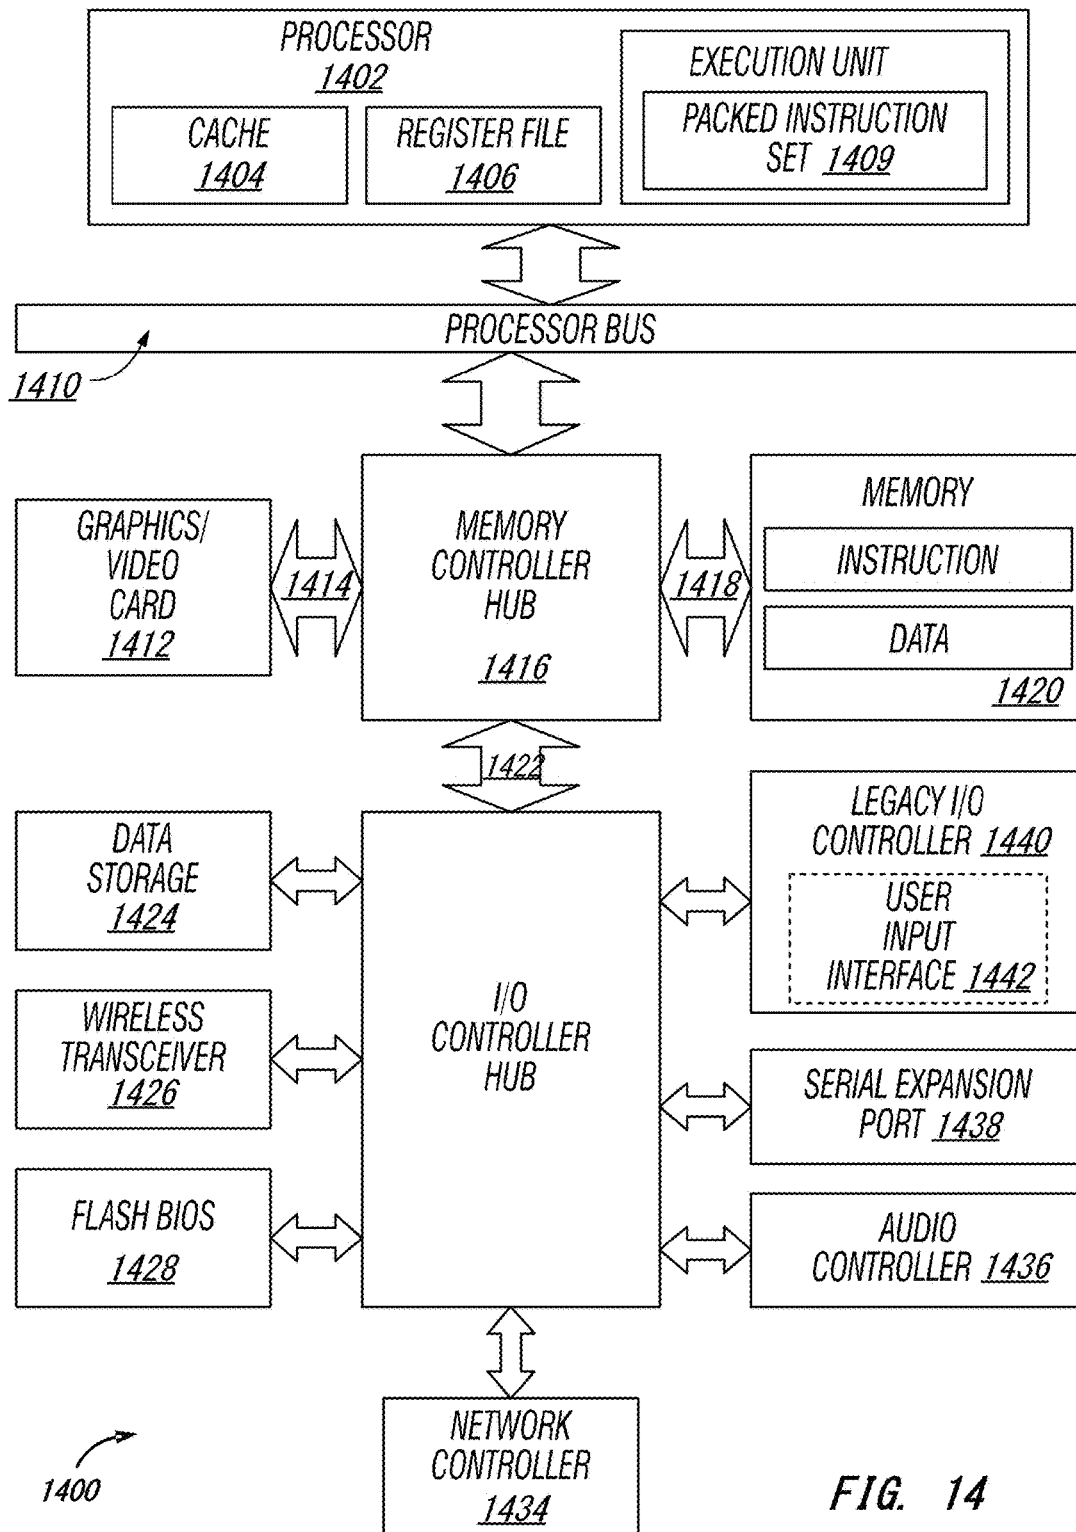 PROCESSOR
1402
CACHE
1404
REGISTER FILE
1406
EXECUTION UNIT
PACKED INSTRUCTION
SET 1409
PROCESSOR BUS
1410
GRAPHICS/
VIDEO
CARD
1412
1414
MEMORY
CONTROLLER
HUB
1416
1418
MEMORY
INSTRUCTION
DATA
1420
1422
DATA
STORAGE
1424
WIRELESS
TRANSCEIVER
1426
FLASH BIOS
1428
I/O
CONTROLLER
HUB
LEGACY I/O
CONTROLLER 1440
USER
INPUT
INTERFACE 1442
SERIAL EXPANSION
PORT 1438
AUDIO
CONTROLLER 1436
NETWORK
CONTROLLER
1434
1400
FIG. 14